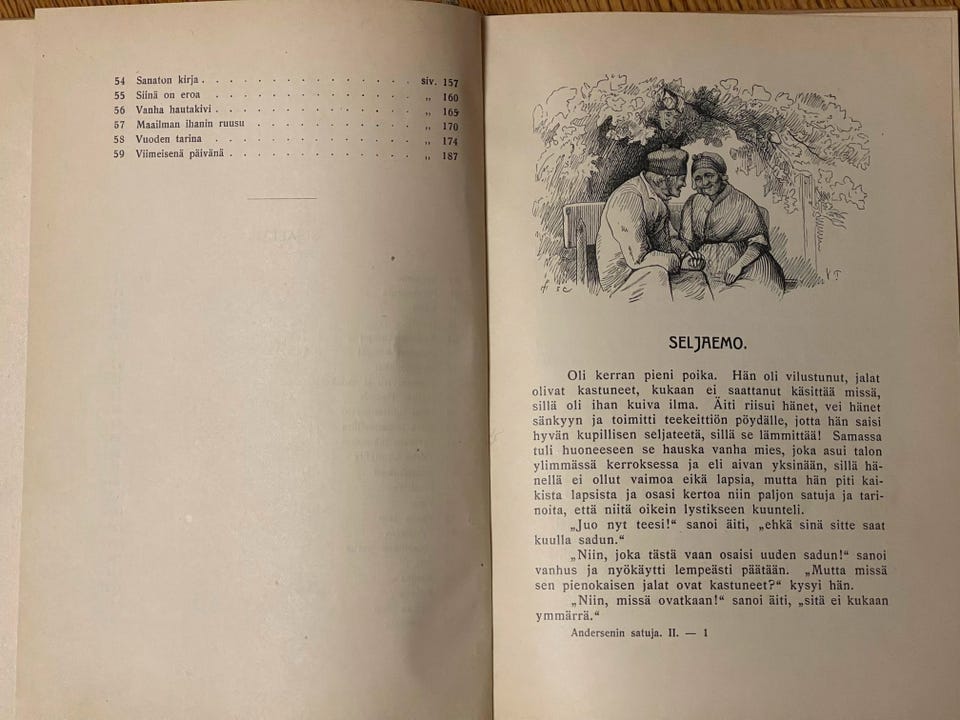 54 Sanaton kirja . . . . . . . . . . . . . . siv. 157
55 Siinä on eroa . . . . . . . . . . . . . . „ 160
56 Vanha hautakivi . . . . . . . . . . . . . „ 165
57 Maailman ihanin ruusu . . . . . . . . . . . „ 170
58 Vuoden tarina . . . . . . . . . . . . . . „ 174
59 Viimeisenä päivänä . . . . . . . . . . . . „ 187
V T.
SELJAEMO.
Oli kerran pieni poika. Hän oli vilustunut, jalat
olivat kastuneet, kukaan ei saattanut käsittää missä,
sillä oli ihan kuiva ilma. Äiti riisui hänet, vei hänet
sänkyyn ja toimitti teekeittiön pöydälle, jotta hän saisi
hyvän kupillisen seljateetä, sillä se lämmittää! Samassa
tuli huoneeseen se hauska vanha mies, joka asui talon
ylimmässä kerroksessa ja eli aivan yksinään, sillä hä-
nellä ei ollut vaimoa eikä lapsia, mutta hän piti kai-
kista lapsista ja osasi kertoa niin paljon satuja ja tari-
noita, että niitä oikein lystikseen kuunteli.
„Juo nyt teesi!“ sanoi äiti, „ehkä sinä sitte saat
kuulla sadun.“
„Niin, joka tästä vaan osaisi uuden sadun!“ sanoi
vanhus ja nyökäytti lempeästi päätään. „Mutta missä
sen pienokaisen jalat ovat kastuneet?“ kysyi hän.
„Niin, missä ovatkaan!“ sanoi äiti, „sitä ei kukaan
ymmärrä.“
Andersenin satuja. II. — 1